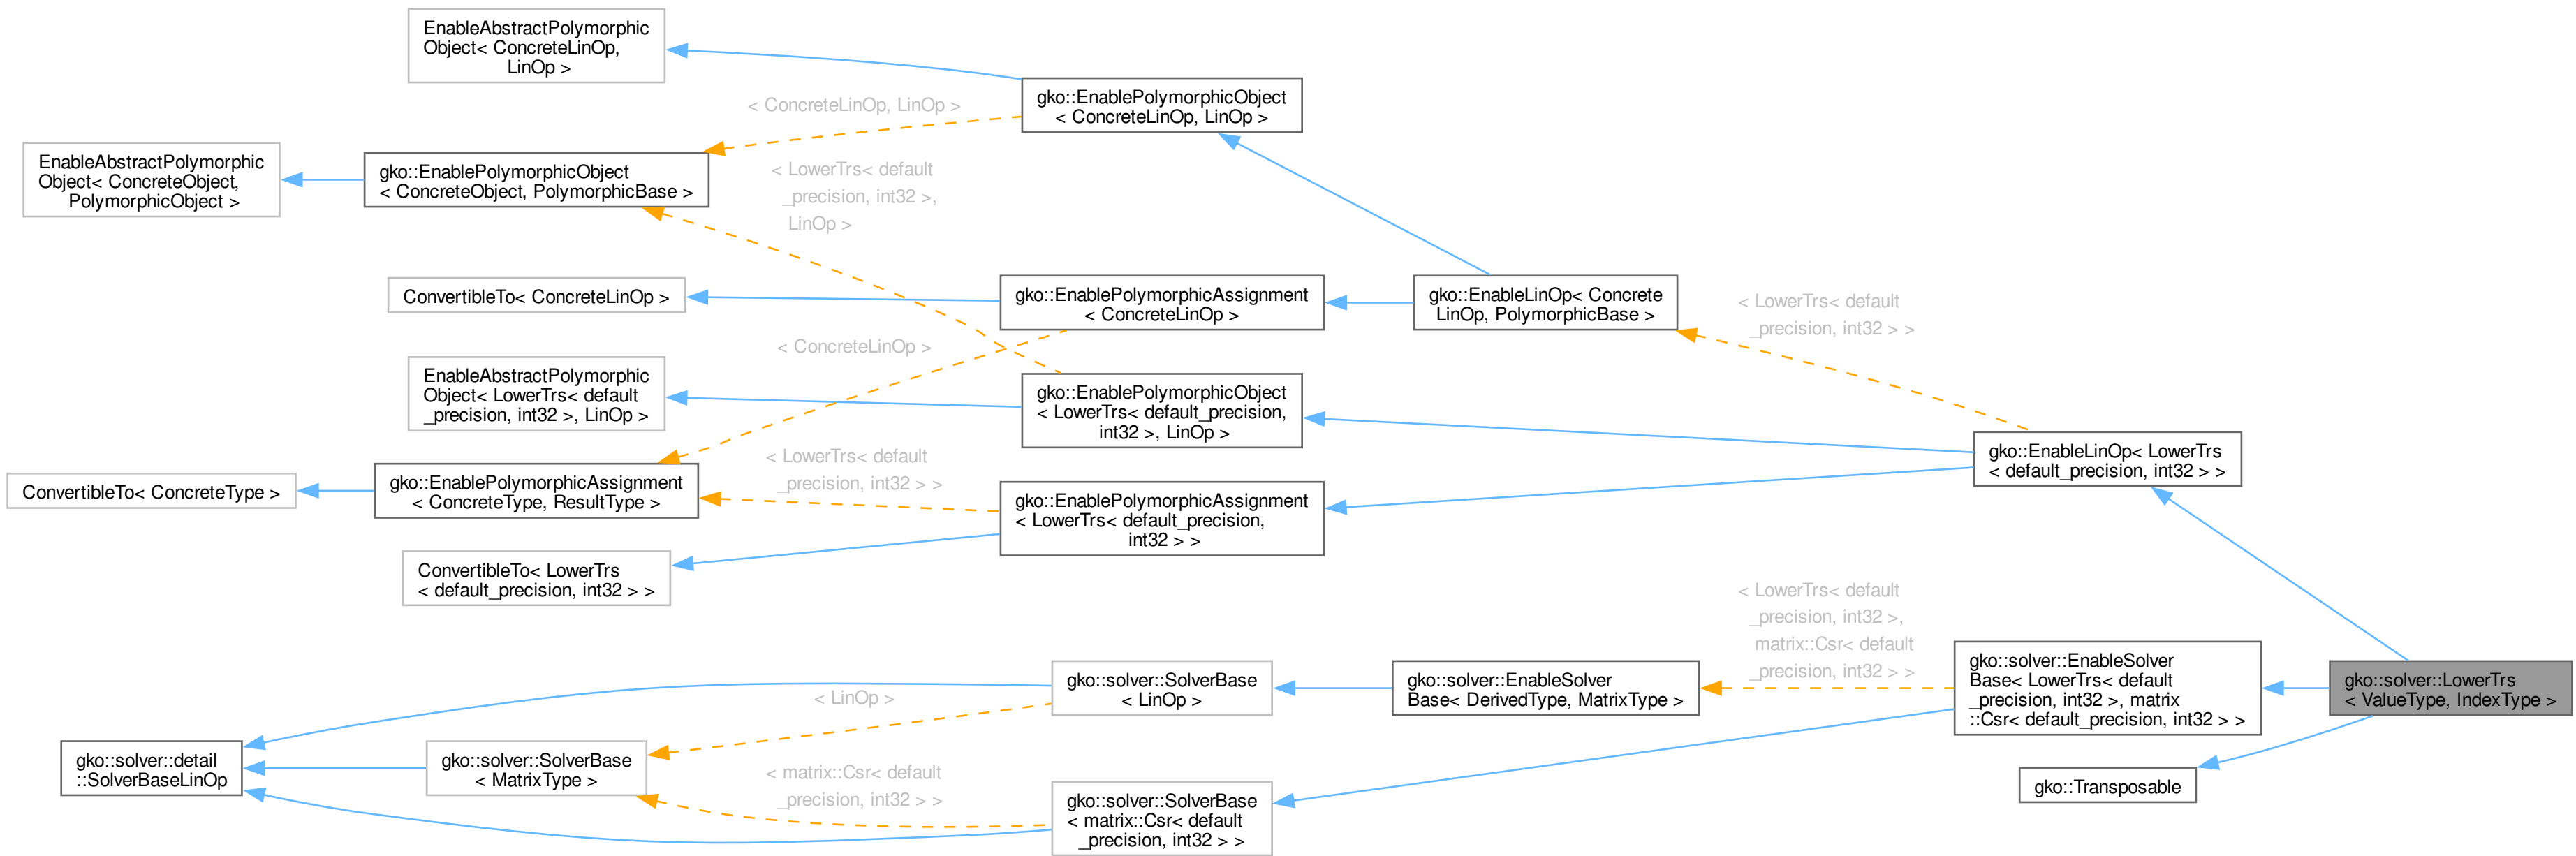 EnableAbstractPolymorphic
Object< ConcreteLinOp,
LinOp >
gko::EnablePolymorphicObject
< ConcreteLinOp, LinOp >
< ConcreteLinOp, LinOp >
EnableAbstractPolymorphic
Object< ConcreteObject,
PolymorphicObject >
gko::EnablePolymorphicObject
< ConcreteObject, PolymorphicBase >
< LowerTrs< default
_precision, int32 >,
LinOp >
ConvertibleTo< ConcreteLinOp >
gko::EnablePolymorphicAssignment
< ConcreteLinOp >
gko::EnableLinOp< Concrete
LinOp, PolymorphicBase >
< LowerTrs< default
_precision, int32 > >
< ConcreteLinOp >
EnableAbstractPolymorphic
Object< LowerTrs< default
_precision, int32 >, LinOp >
gko::EnablePolymorphicObject
< LowerTrs< default_precision,
int32 >, LinOp >
gko::EnableLinOp< LowerTrs
< default_precision, int32 > >
ConvertibleTo< ConcreteType >
gko::EnablePolymorphicAssignment
< ConcreteType, ResultType >
< LowerTrs< default
_precision, int32 > >
gko::EnablePolymorphicAssignment
< LowerTrs< default_precision,
int32 > >
ConvertibleTo< LowerTrs
< default_precision, int32 > >
< LowerTrs< default
_precision, int32 >,
matrix::Csr< default
_precision, int32 > >
gko::solver::SolverBase
< LinOp >
gko::solver::EnableSolver
Base< DerivedType, MatrixType >
gko::solver::EnableSolver
Base< LowerTrs< default
_precision, int32 >, matrix
::Csr< default_precision, int32 > >
gko::solver::LowerTrs
< ValueType, IndexType >
< LinOp >
gko::solver::detail
::SolverBaseLinOp
gko::solver::SolverBase
< MatrixType >
< matrix::Csr< default
_precision, int32 > >
gko::solver::SolverBase
< matrix::Csr< default
_precision, int32 > >
gko::Transposable